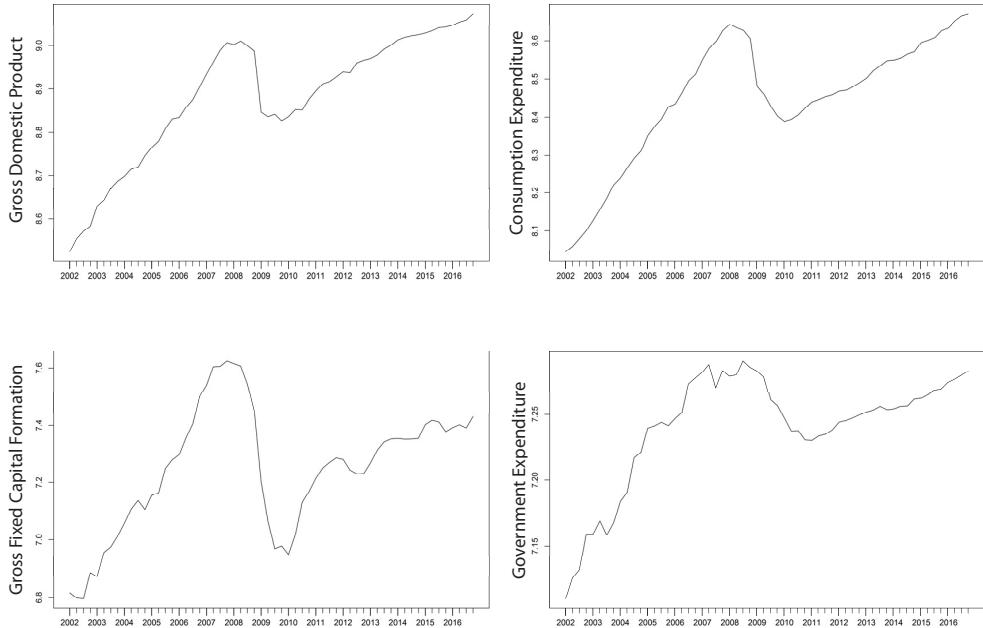 Gross Domestic Product
9.0
8.9
8.8
8.7
8.6
2002 2003 2004 2005 2006 2007 2008 2009 2010 2011 2012 2013 2014 2015 2016
Consumption Expenditure
8.6
8.5
8.4
8.3
8.2
8.1
2002 2003 2004 2005 2006 2007 2008 2009 2010 2011 2012 2013 2014 2015 2016
Gross Fixed Capital Formation
7.6
7.4
7.2
7.0
6.8
2002 2003 2004 2005 2006 2007 2008 2009 2010 2011 2012 2013 2014 2015 2016
Government Expenditure
7.25
7.20
7.15
2002 2003 2004 2005 2006 2007 2008 2009 2010 2011 2012 2013 2014 2015 2016